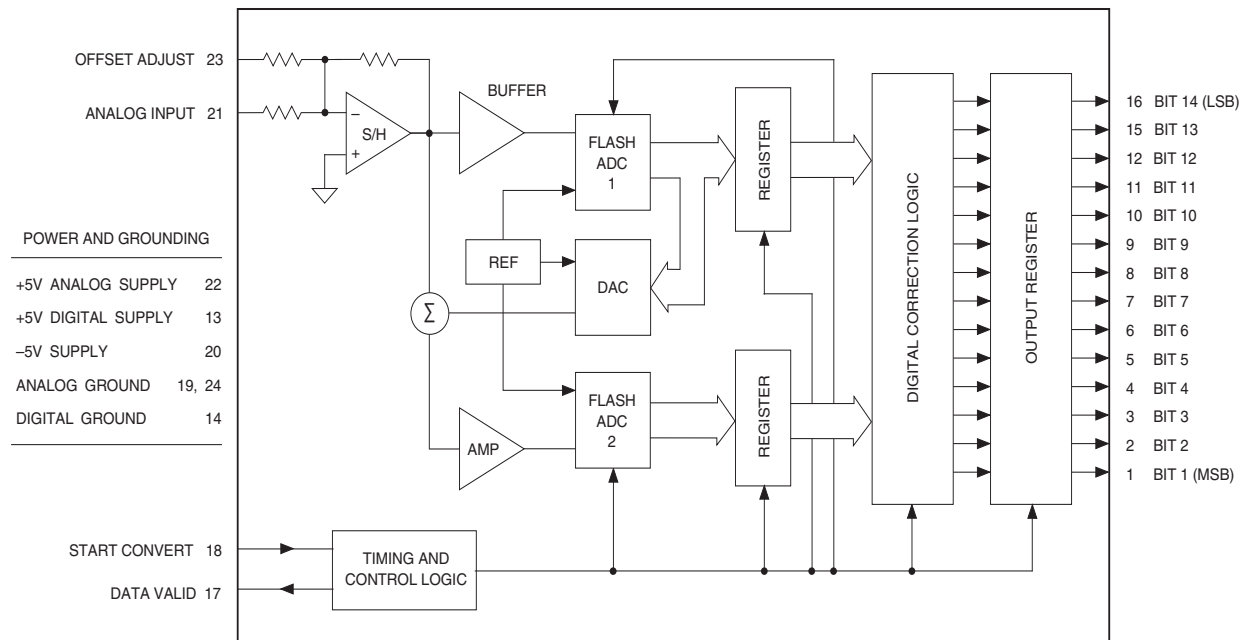 OFFSET ADJUST 23
ANALOG INPUT 21
–
S/H
+
BUFFER
FLASH
ADC
1
REGISTER
REF
DAC
Σ
FLASH
ADC
2
AMP
REGISTER
DIGITAL CORRECTION LOGIC
OUTPUT REGISTER
16 BIT 14 (LSB)
15 BIT 13
12 BIT 12
11 BIT 11
10 BIT 10
9 BIT 9
8 BIT 8
7 BIT 7
6 BIT 6
5 BIT 5
4 BIT 4
3 BIT 3
2 BIT 2
1 BIT 1 (MSB)
POWER AND GROUNDING
+5V ANALOG SUPPLY 22
+5V DIGITAL SUPPLY 13
–5V SUPPLY 20
ANALOG GROUND 19, 24
DIGITAL GROUND 14
START CONVERT 18
DATA VALID 17
TIMING AND
CONTROL LOGIC